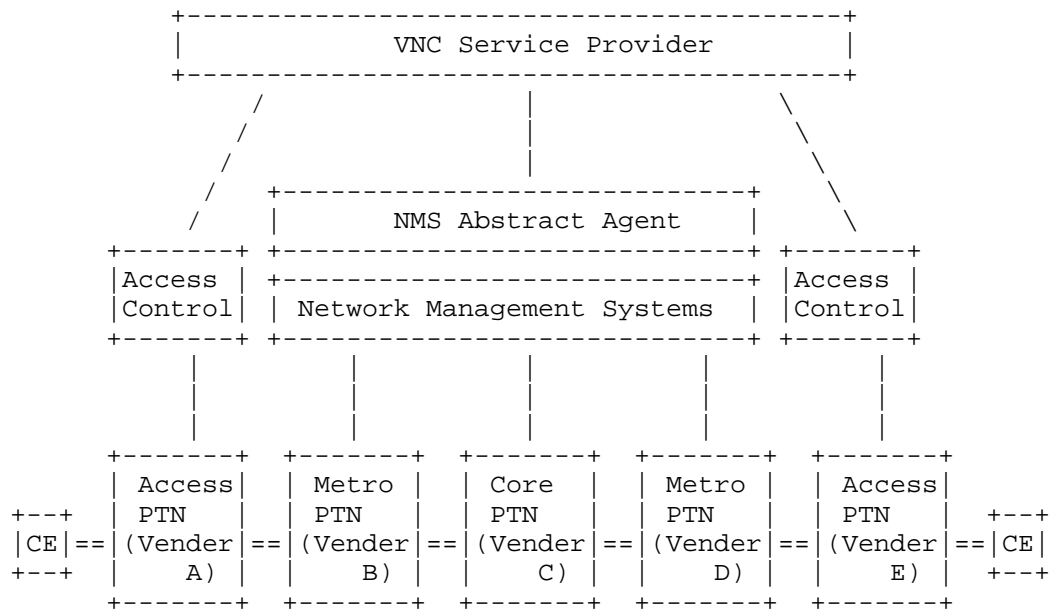 VNC Service Provider
NMS Abstract Agent
Access Control
Network Management Systems
Access Control
Access PTN (Vender A)
Metro PTN (Vender B)
Core PTN (Vender C)
Metro PTN (Vender D)
Access PTN (Vender E)
CE
CE